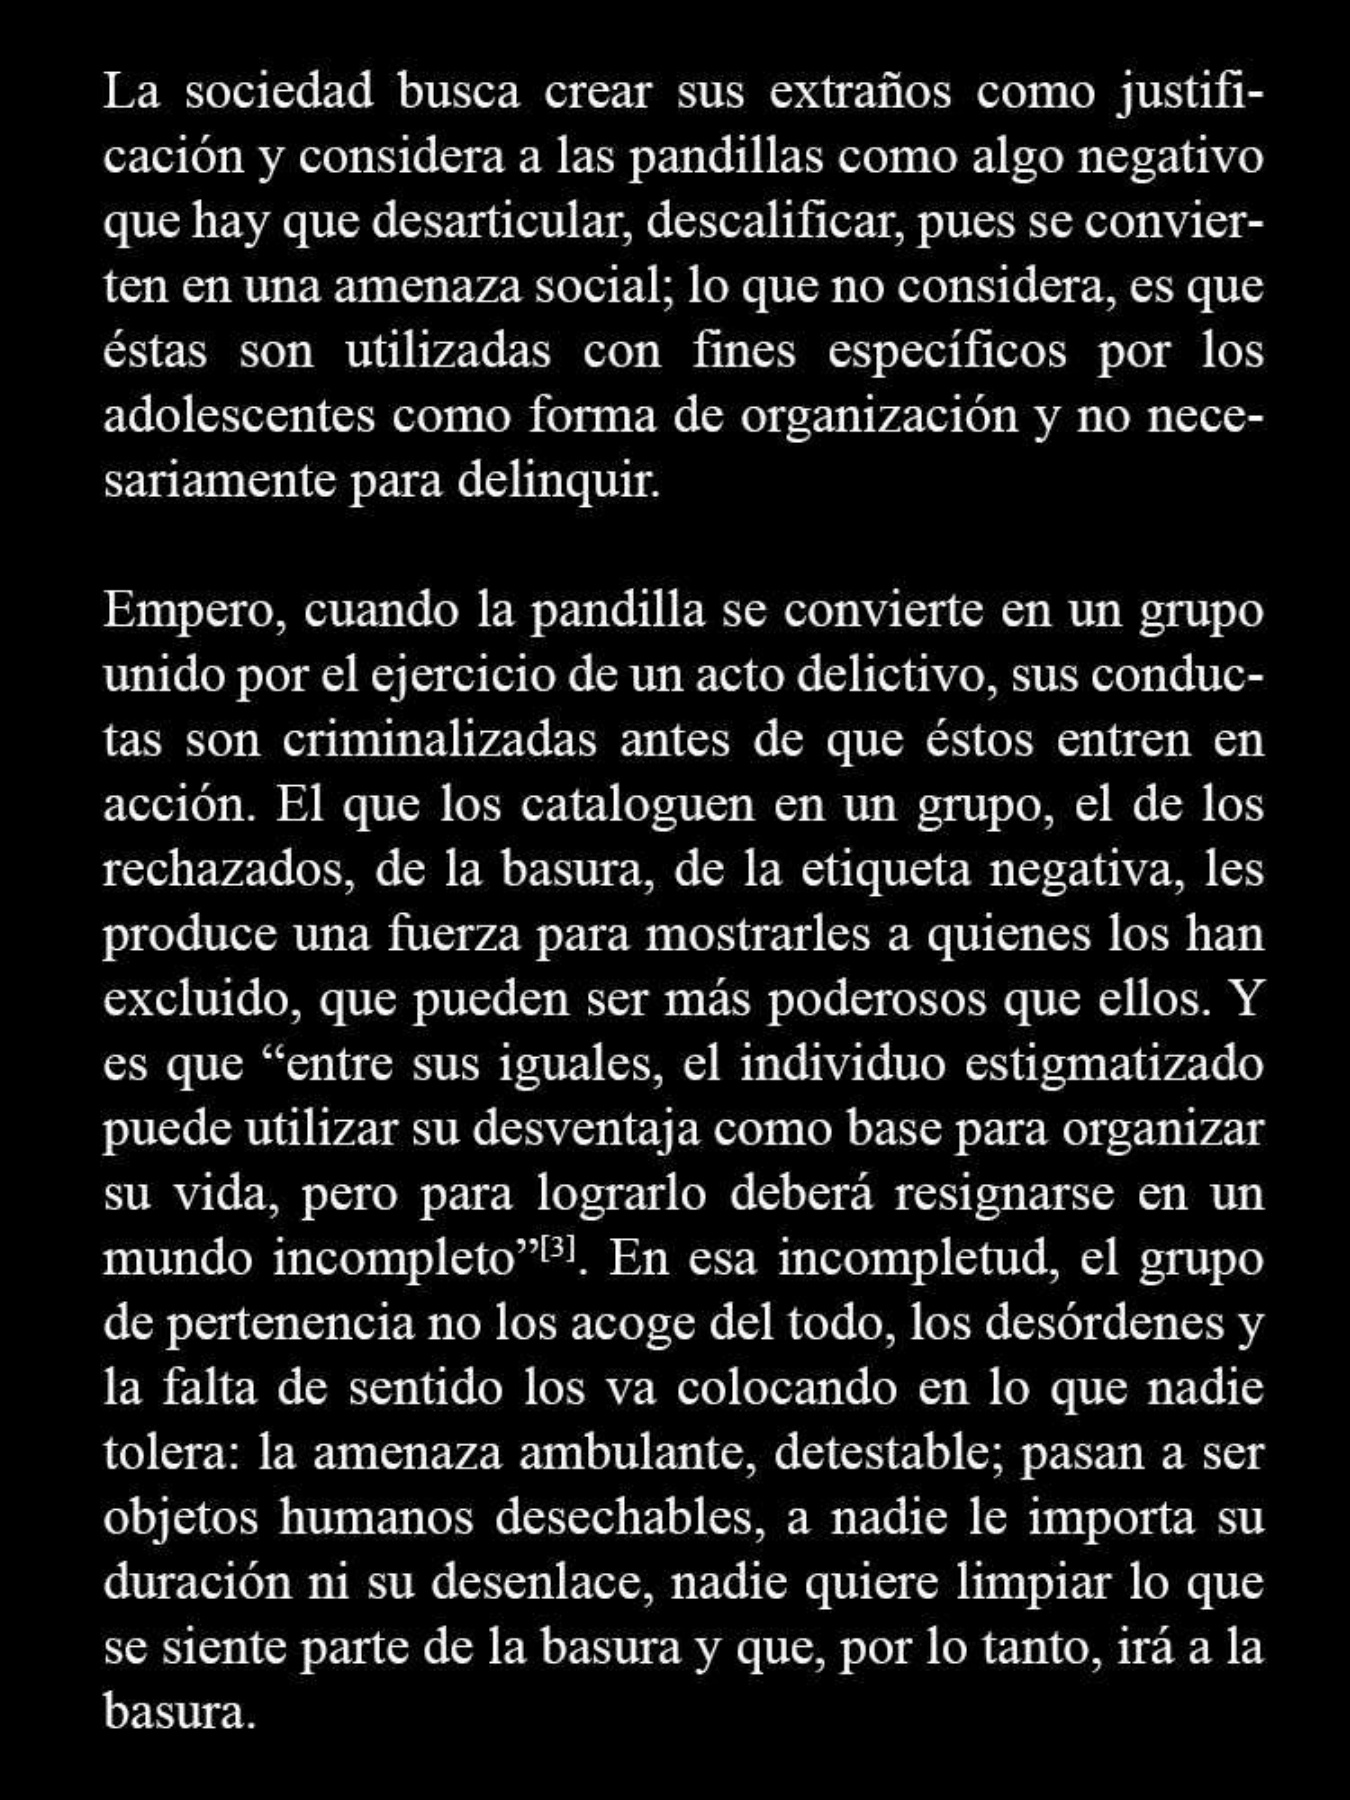 La sociedad busca crear sus extraños como justifi-
cación y considera a las pandillas como algo negativo
que hay que desarticular, descalificar, pues se convier-
ten en una amenaza social; lo que no considera, es que
éstas son utilizadas con fines específicos por los
adolescentes como forma de organización y no nece-
sariamente para delinquir.
Empero, cuando la pandilla se convierte en un grupo
unido por el ejercicio de un acto delictivo, sus conduc-
tas son criminalizadas antes de que éstos entren en
acción. El que los cataloguen en un grupo, el de los
rechazados, de la basura, de la etiqueta negativa, les
produce una fuerza para mostrarles a quienes los han
excluido, que pueden ser más poderosos que ellos. Y
es que “entre sus iguales, el individuo estigmatizado
puede utilizar su desventaja como base para organizar
su vida, pero para lograrlo deberá resignarse en un
mundo incompleto”[3]. En esa incompletud, el grupo
de pertenencia no los acoge del todo, los desórdenes y
la falta de sentido los va colocando en lo que nadie
tolera: la amenaza ambulante, detestable; pasan a ser
objetos humanos desechables, a nadie le importa su
duración ni su desenlace, nadie quiere limpiar lo que
se siente parte de la basura y que, por lo tanto, irá a la
basura.